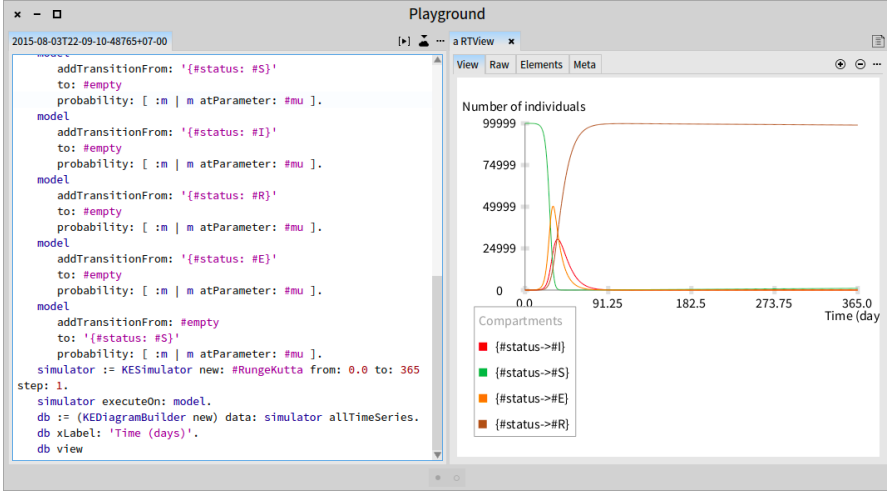 Playground
2015-08-03T22-09-10-48765+07-00
model
addTransitionFrom: '{#status: #S}'
to: #empty
probability: [ :m | m atParameter: #mu ].
model
addTransitionFrom: '{#status: #I}'
to: #empty
probability: [ :m | m atParameter: #mu ].
model
addTransitionFrom: '{#status: #R}'
to: #empty
probability: [ :m | m atParameter: #mu ].
model
addTransitionFrom: '{#status: #E}'
to: #empty
probability: [ :m | m atParameter: #mu ].
model
addTransitionFrom: #empty
to: '{#status: #S}'
probability: [ :m | m atParameter: #mu ].
simulator := KESimulator new: #RungeKutta from: 0.0 to: 365
step: 1.
simulator executeOn: model.
db := (KEDiagramBuilder new) data: simulator allTimeSeries.
db xLabel: 'Time (days)'.
db view
a RTView
View Raw Elements Meta
Number of individuals
99999
74999
49999
24999
0
0.0 91.25 182.5 273.75 365.0
Time (day
Compartments
{#status->#I}
{#status->#S}
{#status->#E}
{#status->#R}